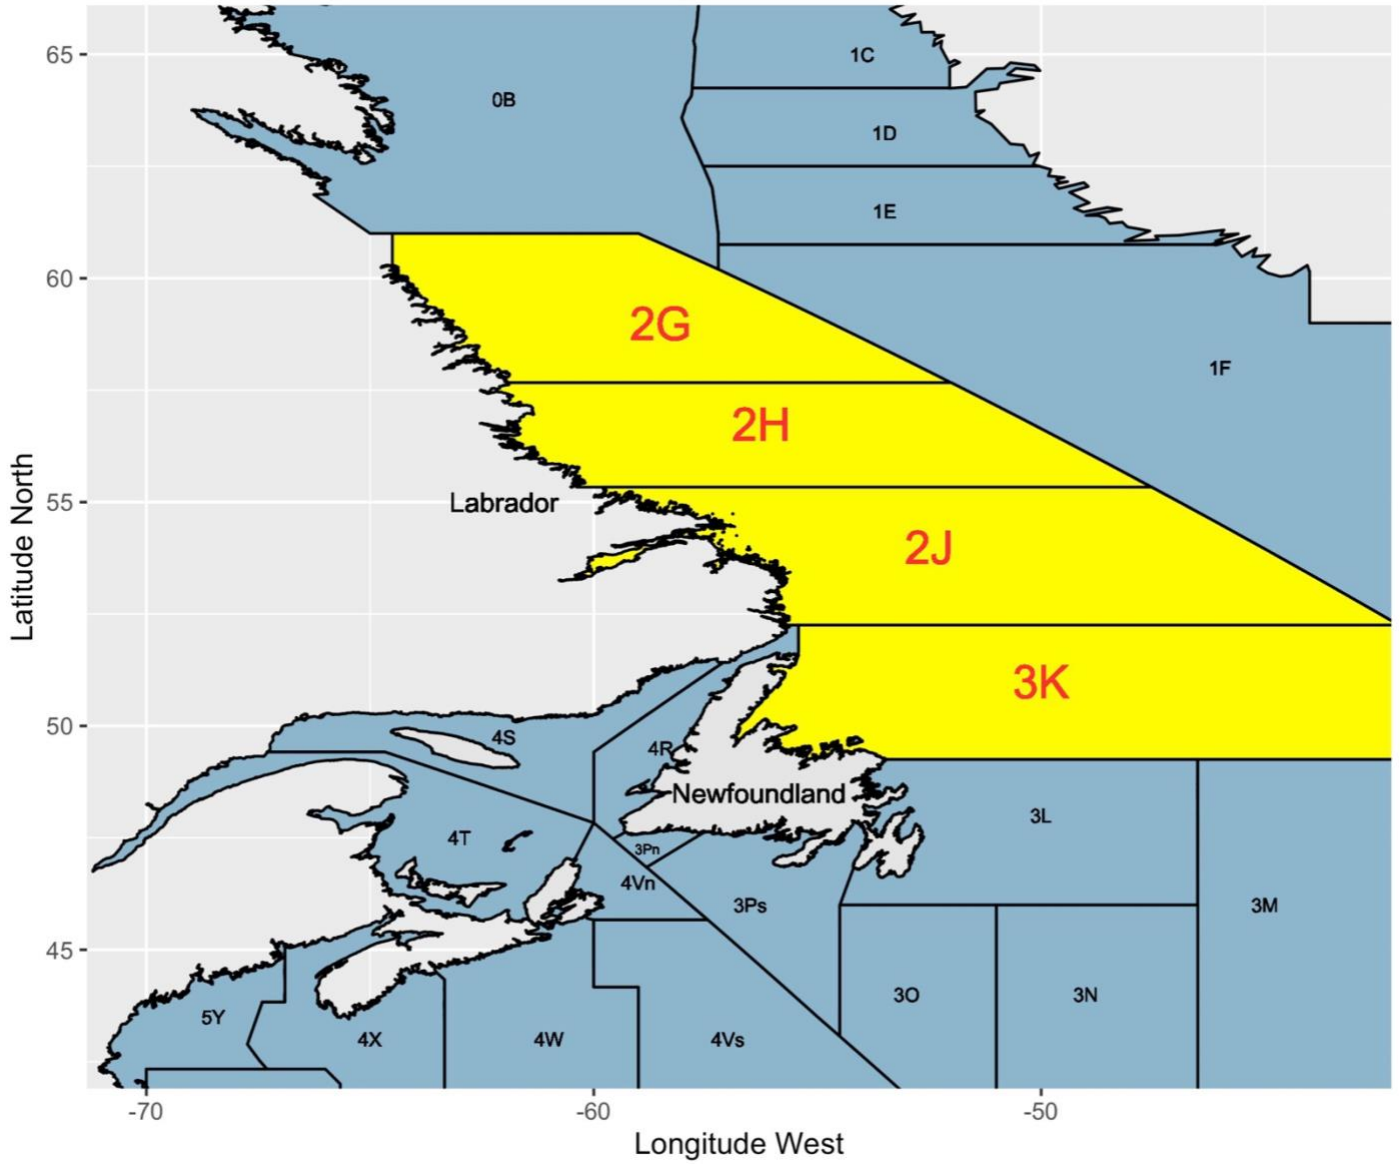 65
1C
0B
1D
1E
60
2G
1F
2H
55
Labrador
2J
3K
50
4S
4R
Newfoundland
3L
4T
3Pn
4Vn
3Ps
3M
45
3O
3N
5Y
4X
4W
4Vs
-70
-60
-50
Longitude West
Latitude North